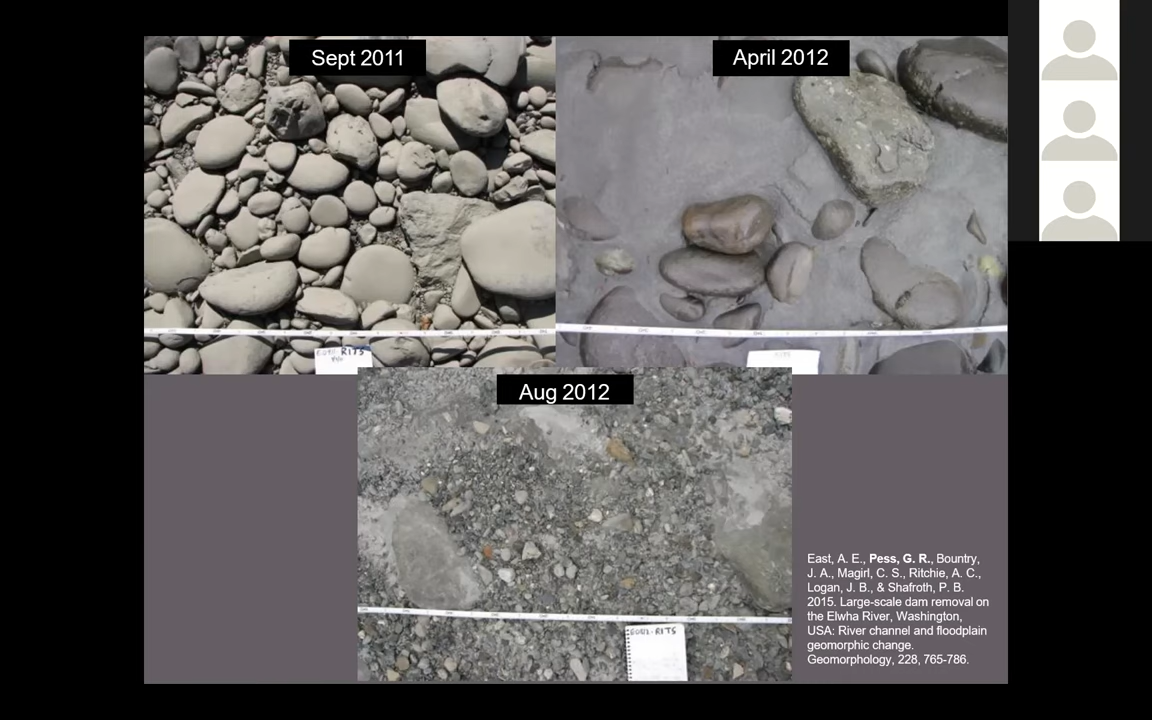 Sept 2011
April 2012
Aug 2012
East, A. E., Pess, G. R., Bountry,
J. A., Magirl, C. S., Ritchie, A. C.,
Logan, J. B., & Shafroth, P. B.
2015. Large-scale dam removal on
the Elwha River, Washington,
USA: River channel and floodplain
geomorphic change.
Geomorphology, 228, 765-786.